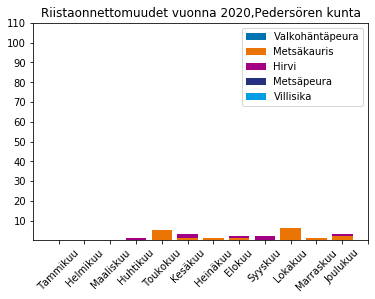 Riistaonnettomuudet vuonna 2020,Pedersören kunta
110
100
90
80
70
60
50
40
30
20
10
Valkohäntäpeura
Metsäkauris
Hirvi
Metsäpeura
Villisika
Tammikuu
Helmikuu
Maaliskuu
Huhtikuu
Toukokuu
Kesäkuu
Heinäkuu
Elokuu
Syyskuu
Lokakuu
Marraskuu
Joulukuu